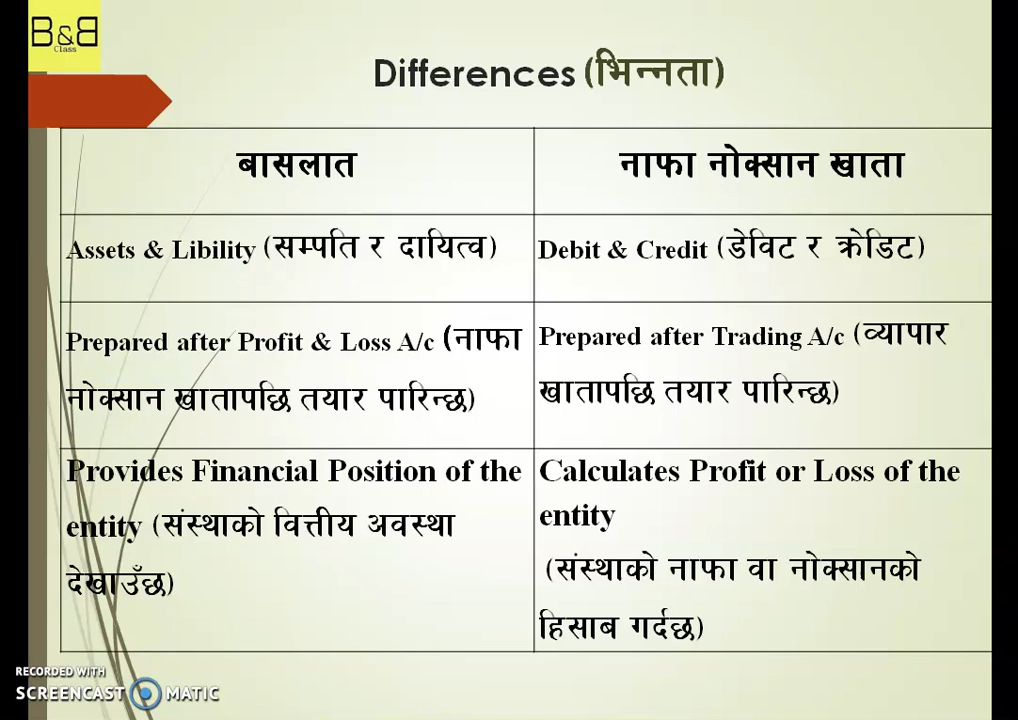 B&B
Class
Differences (भिन्नता)
बासलात
नाफा नोक्सान खाता
Assets & Libility (सम्पति र दायित्व)
Debit & Credit (डेविट र क्रेडिट)
Prepared after Profit & Loss A/c (नाफा
नोक्सान खातापछि तयार पारिन्छ)
Prepared after Trading A/c (व्यापार
खातापछि तयार पारिन्छ)
Provides Financial Position of the
entity (संस्थाको वित्तीय अवस्था
देखाउँछ)
Calculates Profit or Loss of the
entity
(संस्थाको नाफा वा नोक्सानको
हिसाब गर्दछ)
RECORDED WITH
SCREENCAST MATIC